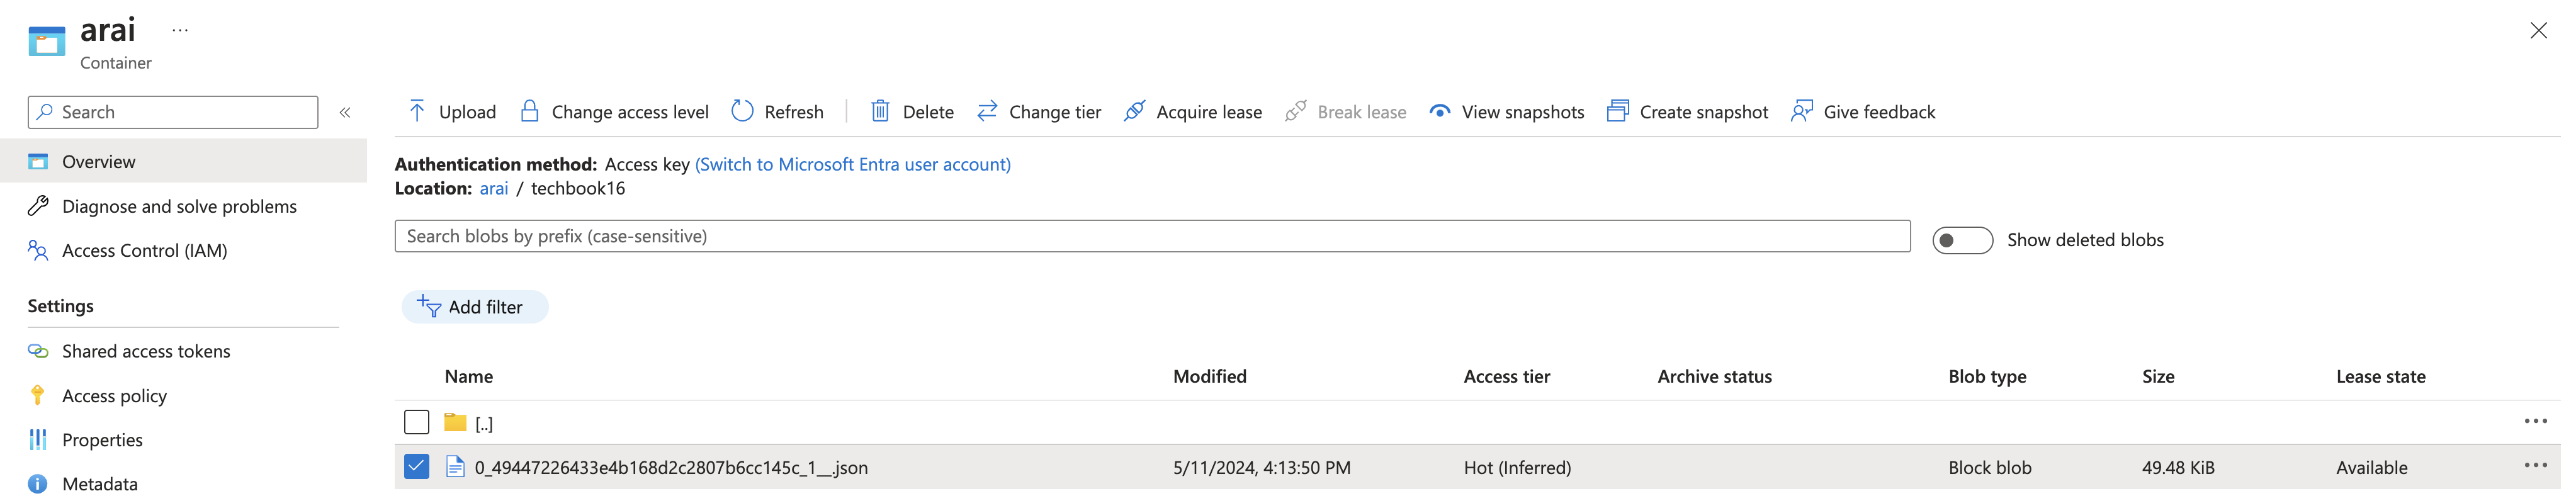 arai
...
Container
Search
«
Overview
Diagnose and solve problems
Access Control (IAM)
Settings
Shared access tokens
Access policy
Properties
Metadata
Upload Change access level Refresh Delete Change tier Acquire lease Break lease View snapshots Create snapshot Give feedback
Authentication method: Access key (Switch to Microsoft Entra user account)
Location: arai / techbook16
Search blobs by prefix (case-sensitive)
Show deleted blobs
Add filter
Name Modified Access tier Archive status Blob type Size Lease state
[..]
0_49447226433e4b168d2c2807b6cc145c_1__.json 5/11/2024, 4:13:50 PM Hot (Inferred) Block blob 49.48 KiB Available